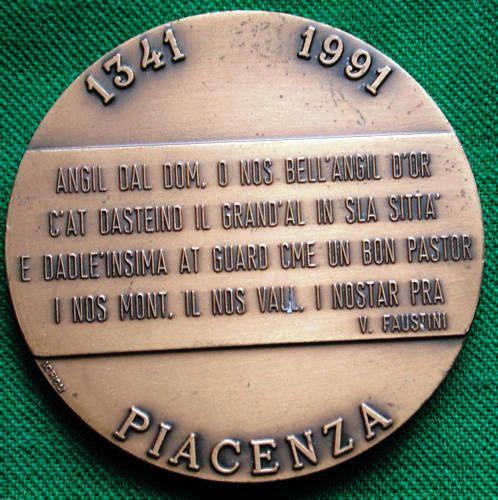 1341 1991
ANGIL DAL DOM, O NOS BELL'ANGIL D'OR
C'AT DASTEIND IL GRAND'AL IN SLA SITTA'
E DADLE'INSIMA AT GUARD CME UN BON PASTOR
I NOS MONT, IL NOS VALL, I NOSTAR PRA
V. FAUSTINI
PIACENZA